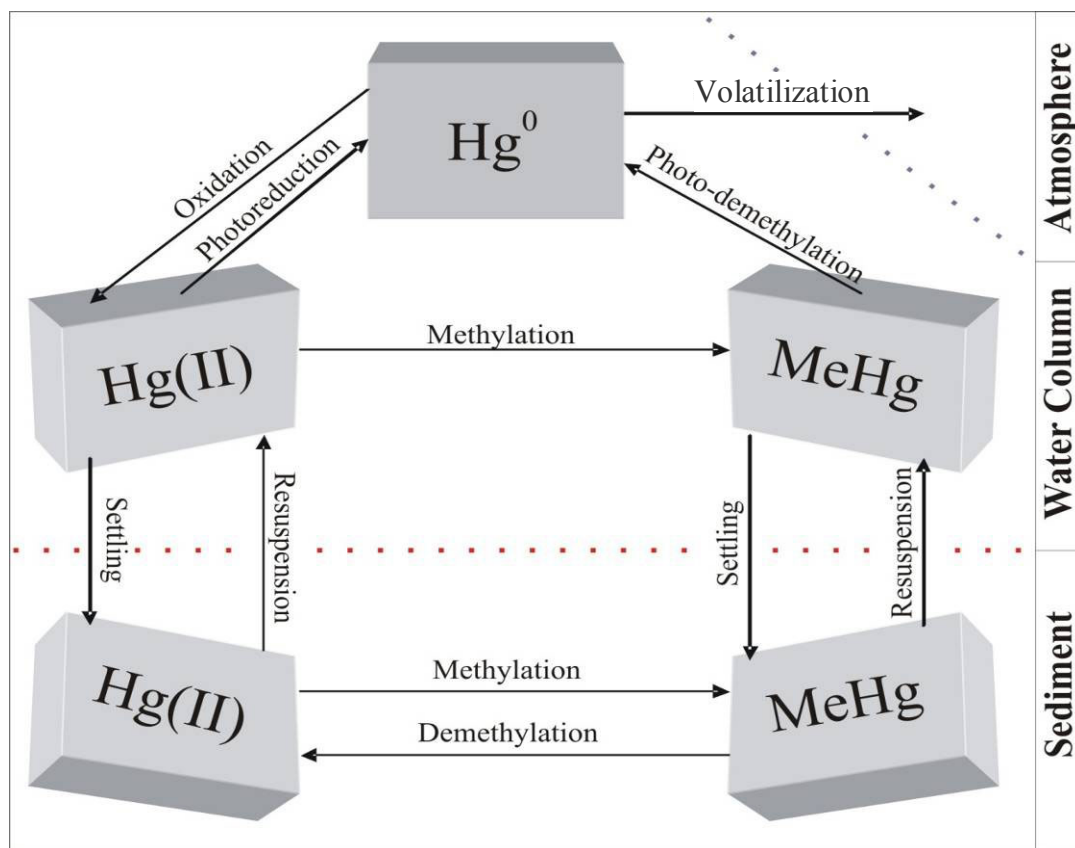 Volatilization
Hg⁰
Oxidation
Photoreduction
Photo-demethylation
Atmosphere
Hg(II)
Methylation
MeHg
Water Column
Settling
Resuspension
Settling
Resuspension
Hg(II)
Methylation
Demethylation
MeHg
Sediment